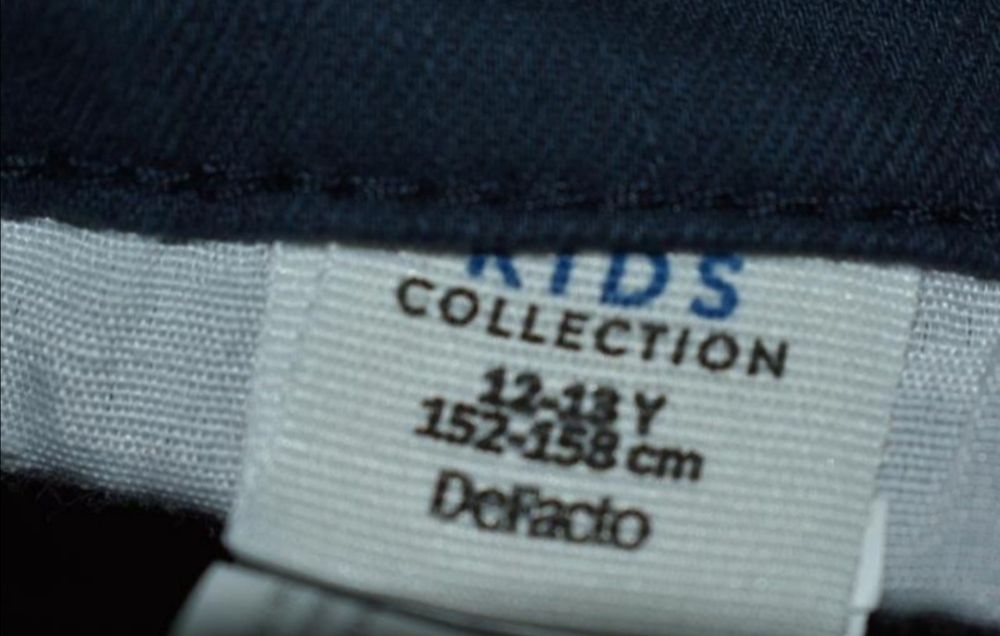 KIDS
COLLECTION
12-13 Y
152-158 cm
DeFacto